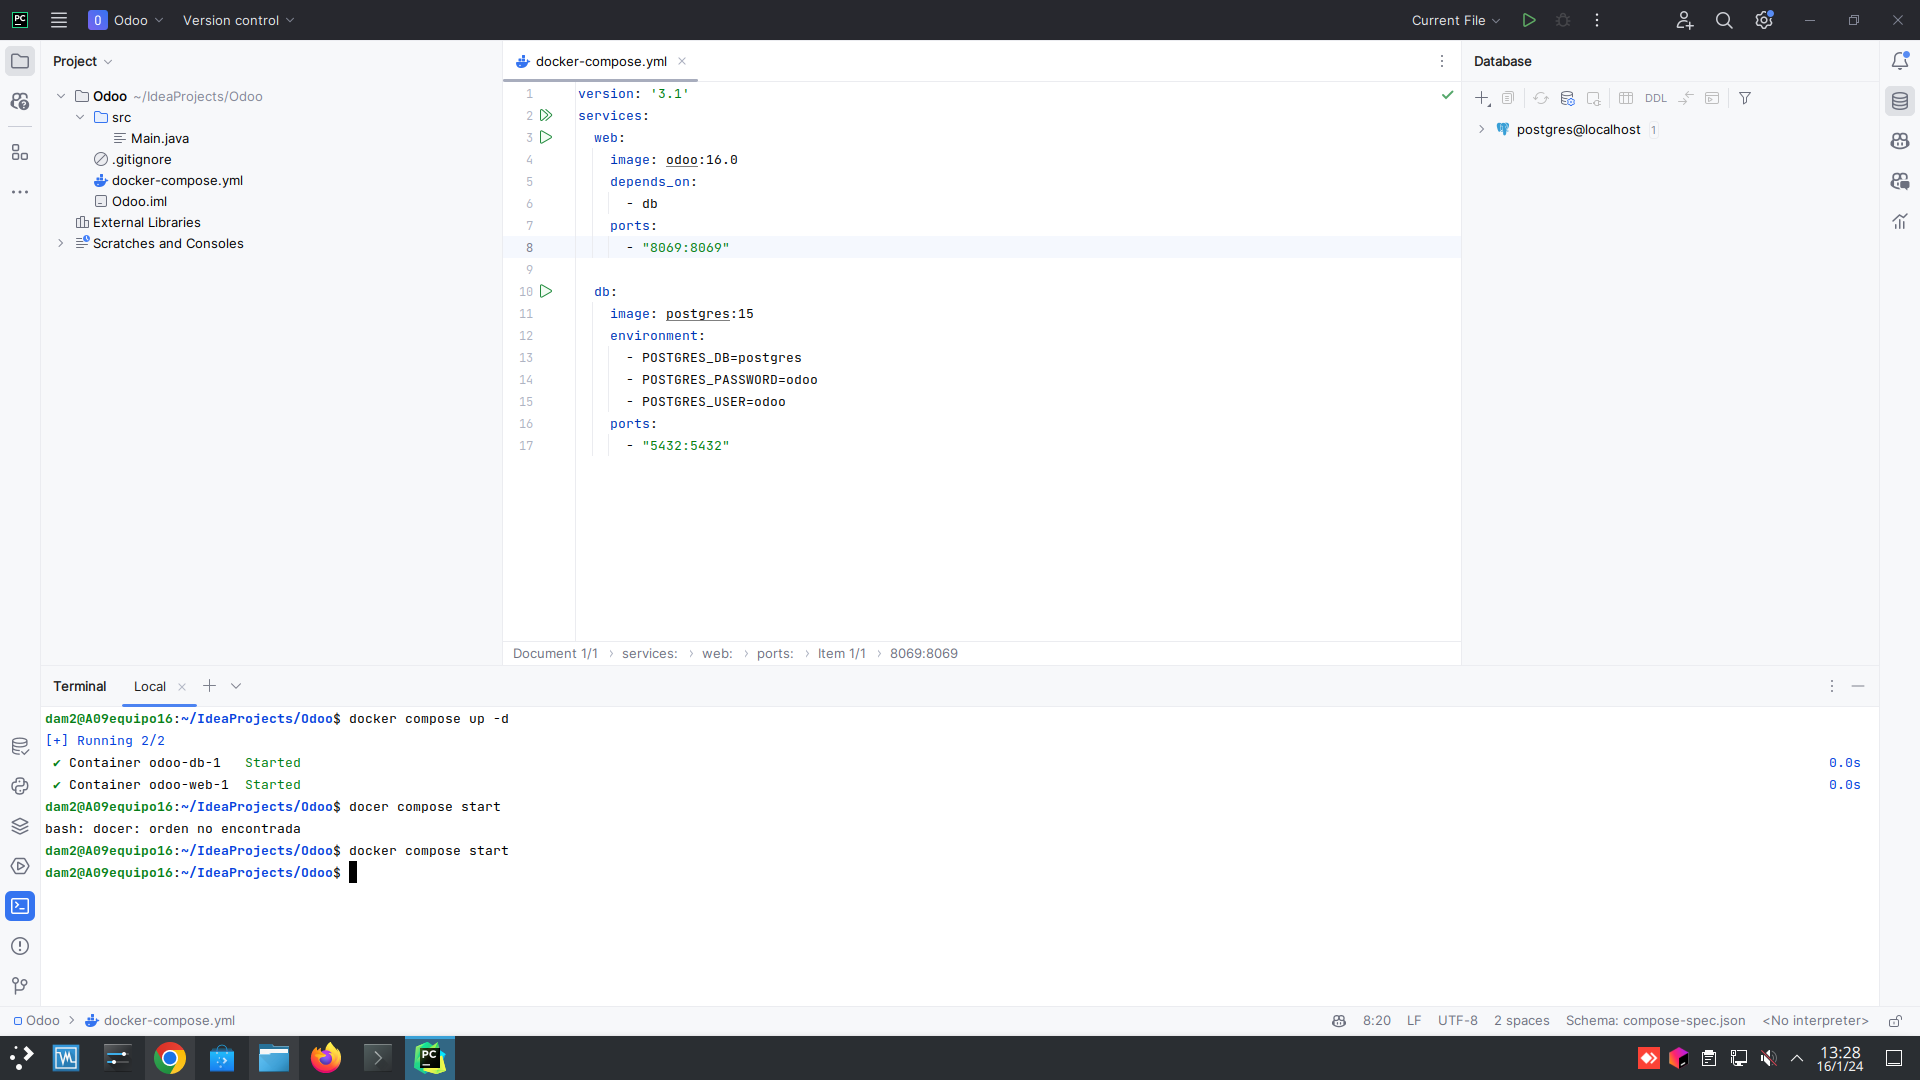 Odoo
Version control
Current File
Project
Odoo ~/IdeaProjects/Odoo
src
Main.java
.gitignore
docker-compose.yml
Odoo.iml
External Libraries
Scratches and Consoles
docker-compose.yml
1 version: '3.1'
2 services:
3 web:
4 image: odoo:16.0
5 depends_on:
6 - db
7 ports:
8 - "8069:8069"
9
10 db:
11 image: postgres:15
12 environment:
13 - POSTGRES_DB=postgres
14 - POSTGRES_PASSWORD=odoo
15 - POSTGRES_USER=odoo
16 ports:
17 - "5432:5432"
Document 1/1 › services: › web: › ports: › Item 1/1 › 8069:8069
Database
DDL
postgres@localhost 1
Terminal Local
dam2@A09equipo16:~/IdeaProjects/Odoo$ docker compose up -d
[+] Running 2/2
✔ Container odoo-db-1 Started 0.0s
✔ Container odoo-web-1 Started 0.0s
dam2@A09equipo16:~/IdeaProjects/Odoo$ docer compose start
bash: docer: orden no encontrada
dam2@A09equipo16:~/IdeaProjects/Odoo$ docker compose start
dam2@A09equipo16:~/IdeaProjects/Odoo$
Odoo › docker-compose.yml
8:20 LF UTF-8 2 spaces Schema: compose-spec.json <No interpreter>
PC
13:28
16/1/24